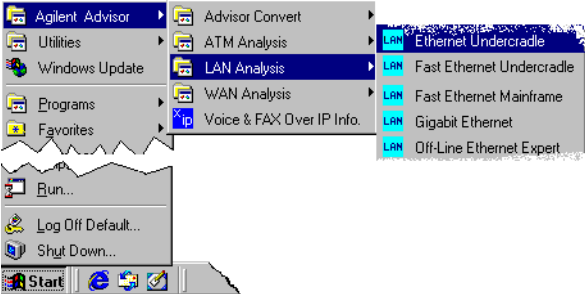 Agilent Advisor
Utilities
Windows Update
Programs
Favorites
Run...
Log Off Default...
Shut Down...
Start
Advisor Convert
ATM Analysis
LAN Analysis
WAN Analysis
Xip Voice & FAX Over IP Info.
LAN Ethernet Undercradle
LAN Fast Ethernet Undercradle
LAN Fast Ethernet Mainframe
LAN Gigabit Ethernet
LAN Off-Line Ethernet Expert